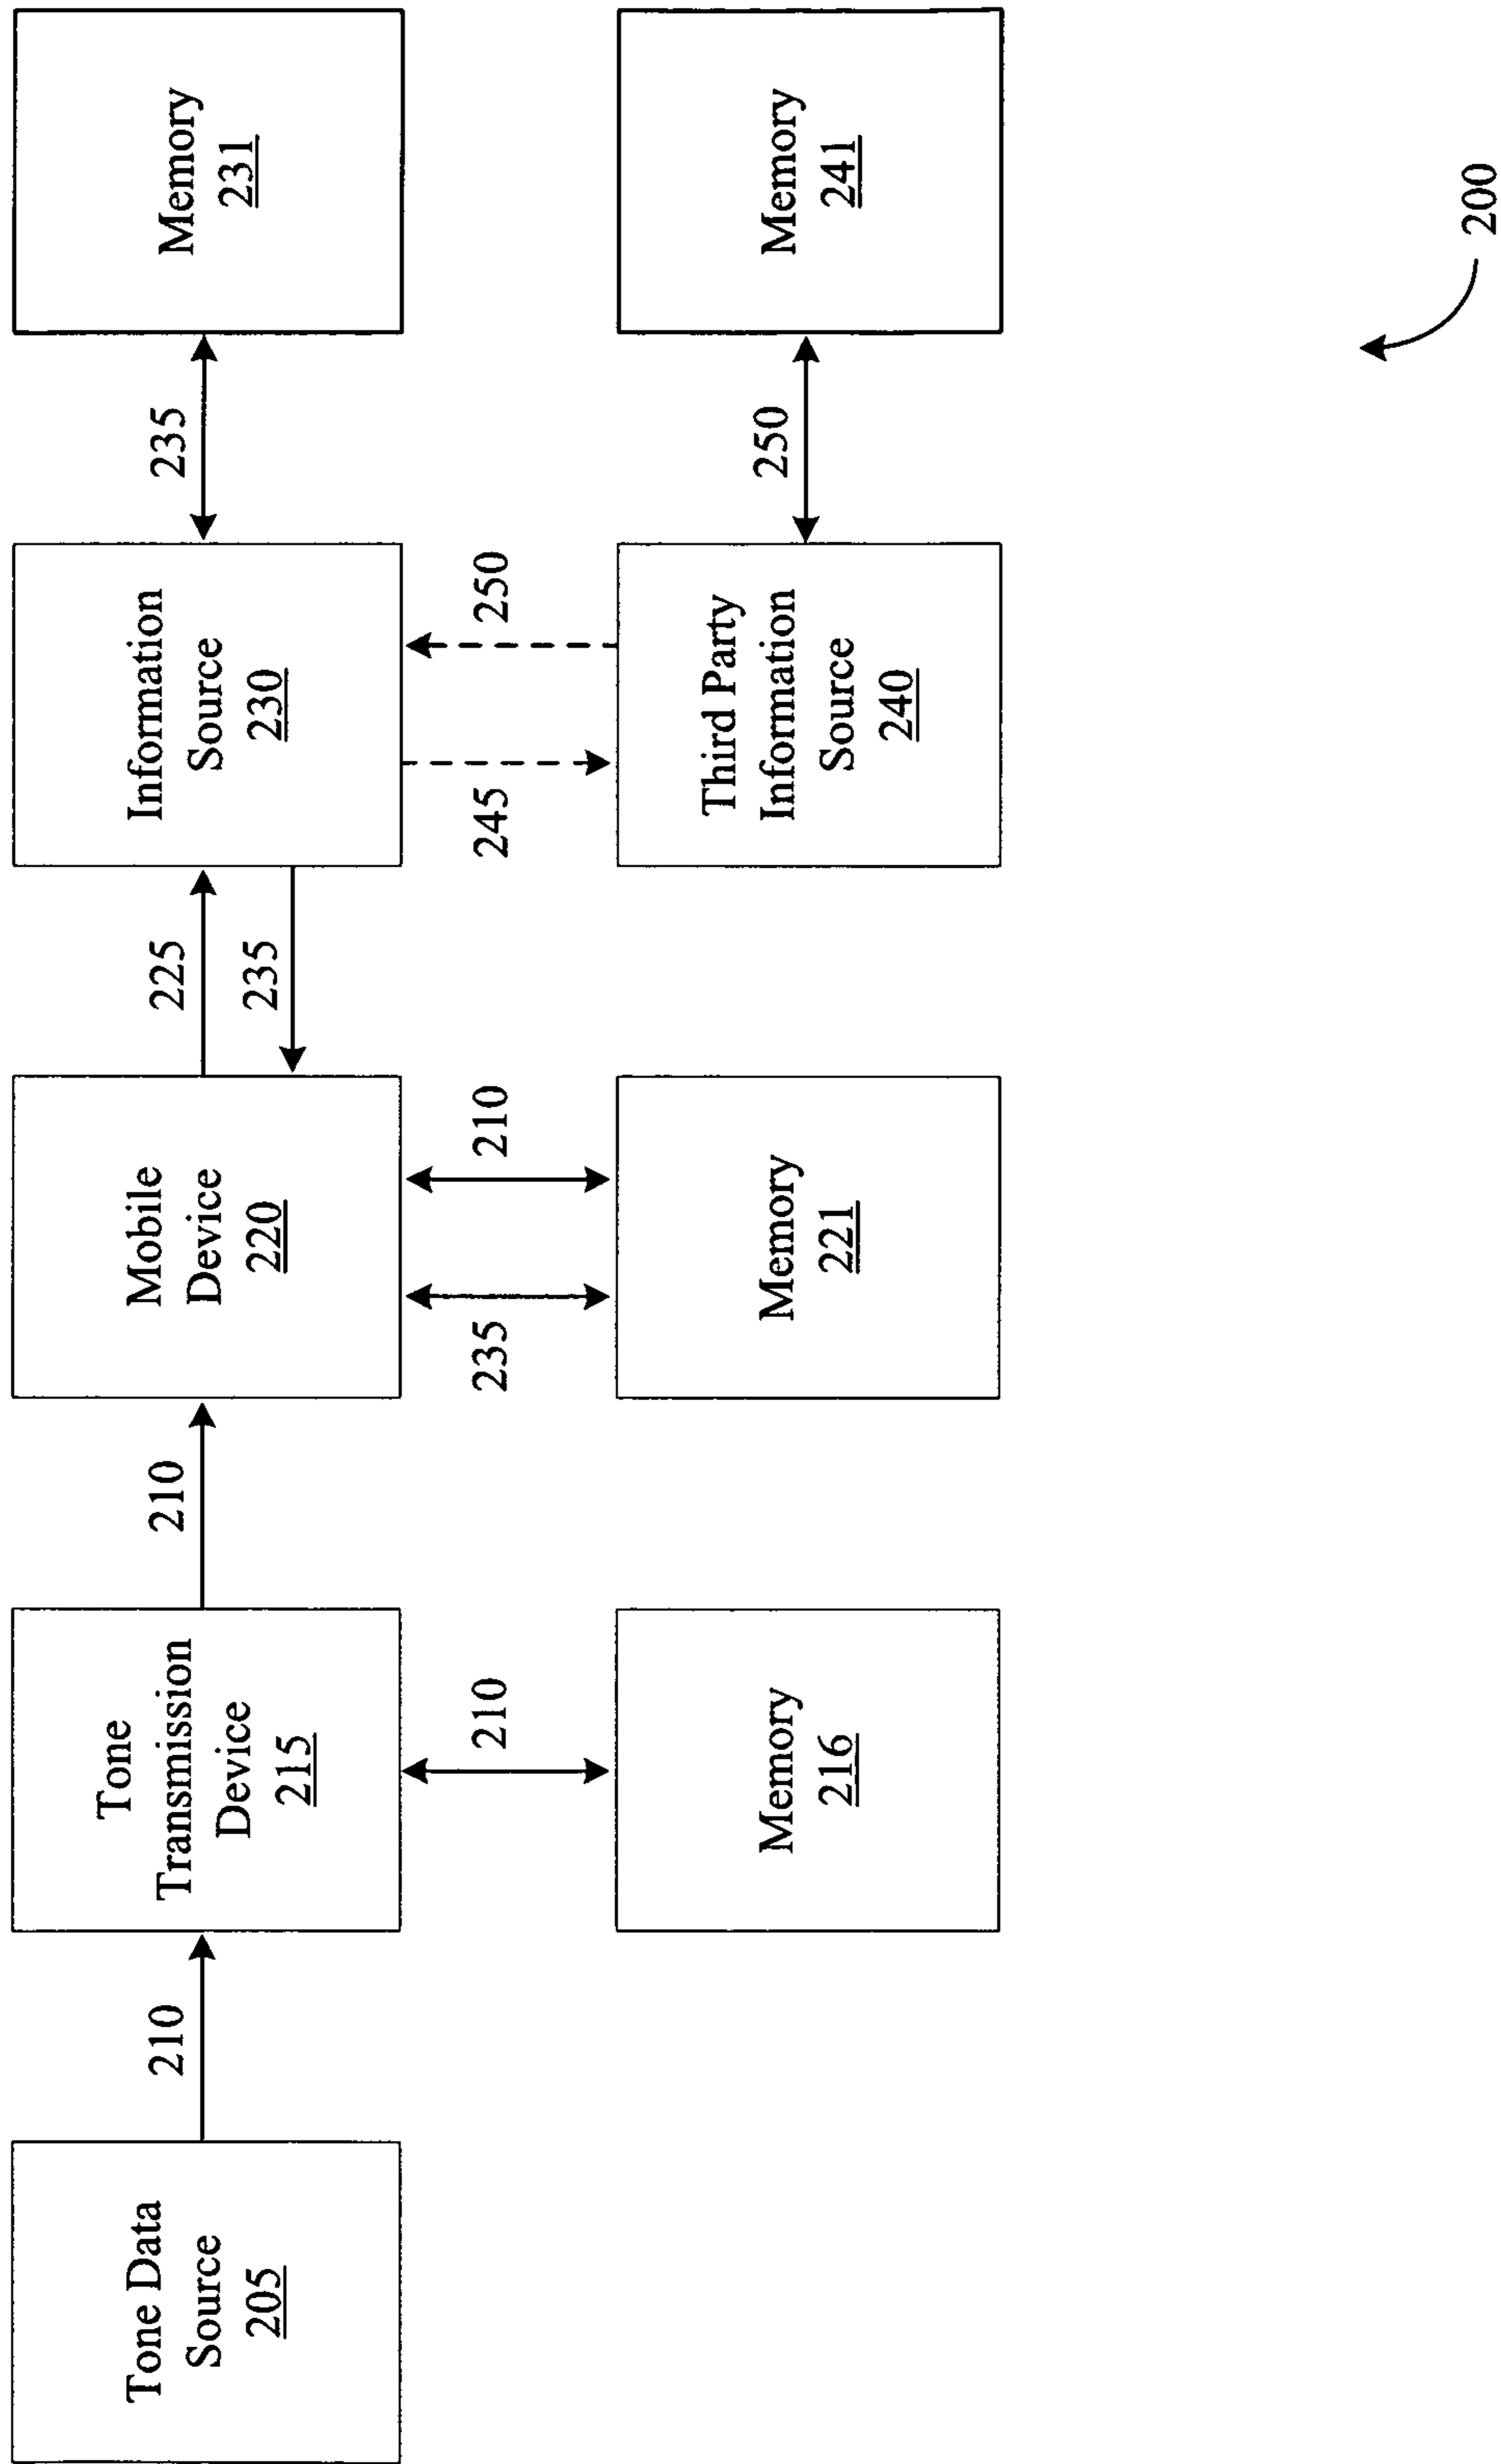 Tone Data
Source
205
210
Tone
Transmission
Device
215
210
Memory
216
210
Mobile
Device
220
235
210
Memory
221
225
235
Information
Source
230
245
250
Third Party
Information
Source
240
235
Memory
231
250
Memory
241
200